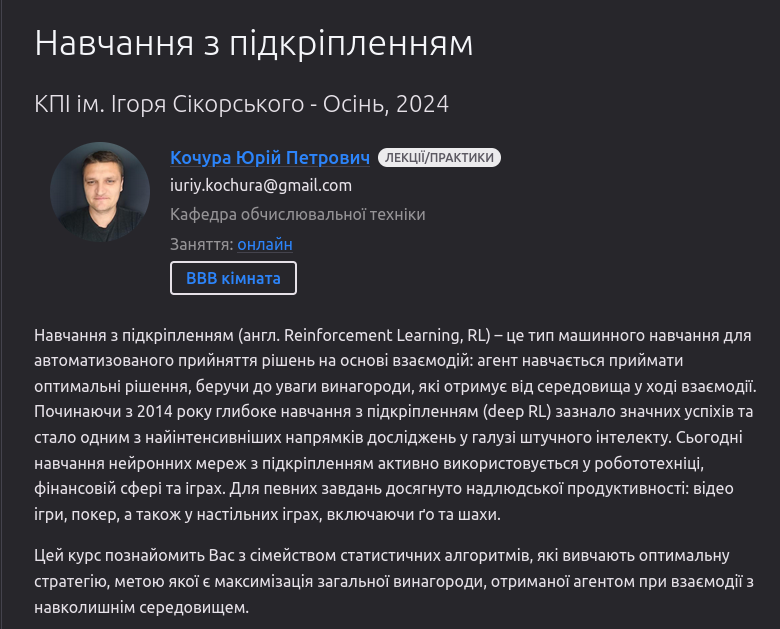 Навчання з підкріпленням
КПІ ім. Ігоря Сікорського - Осінь, 2024
Кочура Юрій Петрович ЛЕКЦІЇ/ПРАКТИКИ
iuriy.kochura@gmail.com
Кафедра обчислювальної техніки
Заняття: онлайн
BBB кімната
Навчання з підкріпленням (англ. Reinforcement Learning, RL) – це тип машинного навчання для
автоматизованого прийняття рішень на основі взаємодій: агент навчається приймати
оптимальні рішення, беручи до уваги винагороди, які отримує від середовища у ході взаємодії.
Починаючи з 2014 року глибоке навчання з підкріпленням (deep RL) зазнало значних успіхів та
стало одним з найінтенсивніших напрямків досліджень у галузі штучного інтелекту. Сьогодні
навчання нейронних мереж з підкріпленням активно використовується у робототехніці,
фінансовій сфері та іграх. Для певних завдань досягнуто надлюдської продуктивності: відео
ігри, покер, а також у настільних іграх, включаючи ґо та шахи.
Цей курс познайомить Вас з сімейством статистичних алгоритмів, які вивчають оптимальну
стратегію, метою якої є максимізація загальної винагороди, отриманої агентом при взаємодії з
навколишнім середовищем.